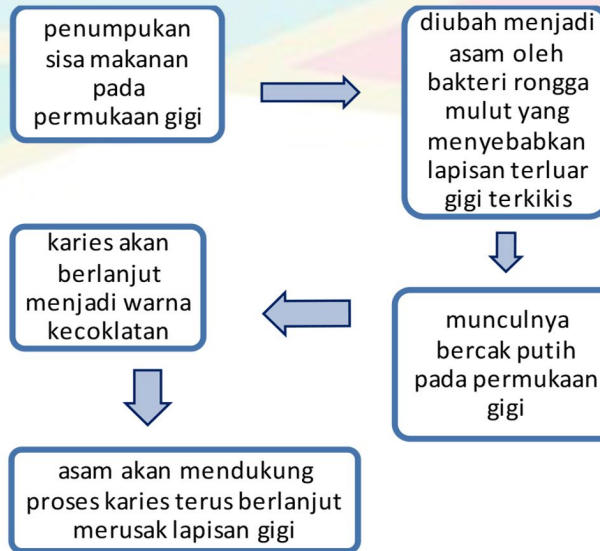 penumpukan
sisa makanan
pada
permukaan gigi
diubah menjadi
asam oleh
bakteri rongga
mulut yang
menyebabkan
lapisan terluar
gigi terkikis
munculnya
bercak putih
pada permukaan
gigi
karies akan
berlanjut
menjadi warna
kecoklatan
asam akan mendukung
proses karies terus berlanjut
merusak lapisan gigi